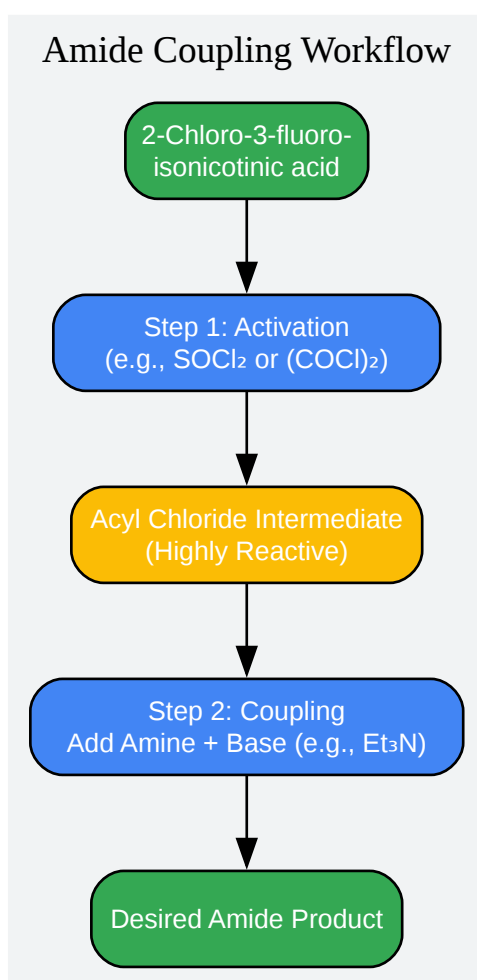 Amide Coupling Workflow
2-Chloro-3-fluoro-
isonicotinic acid
Step 1: Activation
(e.g., SOCl₂ or (COCl)₂)
Acyl Chloride Intermediate
(Highly Reactive)
Step 2: Coupling
Add Amine + Base (e.g., Et₃N)
Desired Amide Product